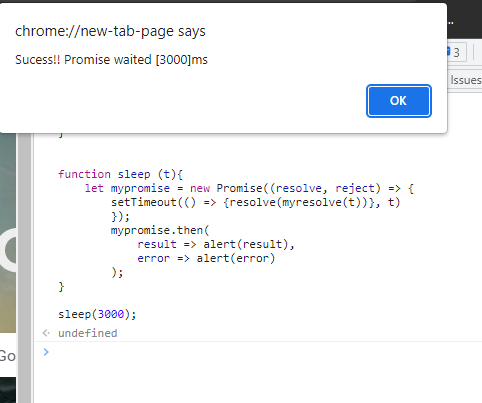 chrome://new-tab-page says
Sucess!! Promise waited [3000]ms
OK
3
Issues
}
function sleep (t){
let mypromise = new Promise((resolve, reject) => {
setTimeout(() => {resolve(myresolve(t))}, t)
});
mypromise.then(
result => alert(result),
error => alert(error)
);
}
sleep(3000);
undefined
Go